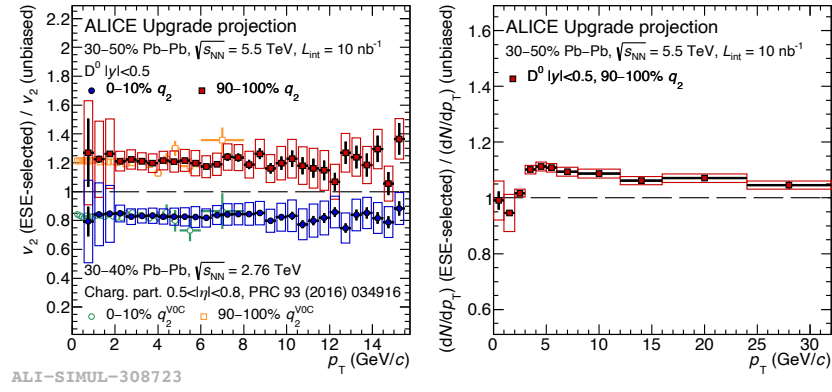 ALICE Upgrade projection
30–50% Pb–Pb, √sNN = 5.5 TeV, Lint = 10 nb-1
D0 |y|<0.5
0–10% q2 90–100% q2
30–40% Pb–Pb, √sNN = 2.76 TeV
Charg. part. 0.5<|η|<0.8, PRC 93 (2016) 034916
0–10% q2V0C 90–100% q2V0C
v2 (ESE-selected) / v2 (unbiased)
2.2
2
1.8
1.6
1.4
1.2
1
0.8
0.6
0.4
0.2
0 2 4 6 8 10 12 14 16
pT (GeV/c)
ALICE Upgrade projection
30–50% Pb–Pb, √sNN = 5.5 TeV, Lint = 10 nb-1
D0 |y|<0.5, 90–100% q2
(dN/dpT) (ESE-selected) / (dN/dpT) (unbiased)
1.6
1.4
1.2
1.0
0.8
0.6
0 5 10 15 20 25 30
pT (GeV/c)
ALI-SIMUL-308723